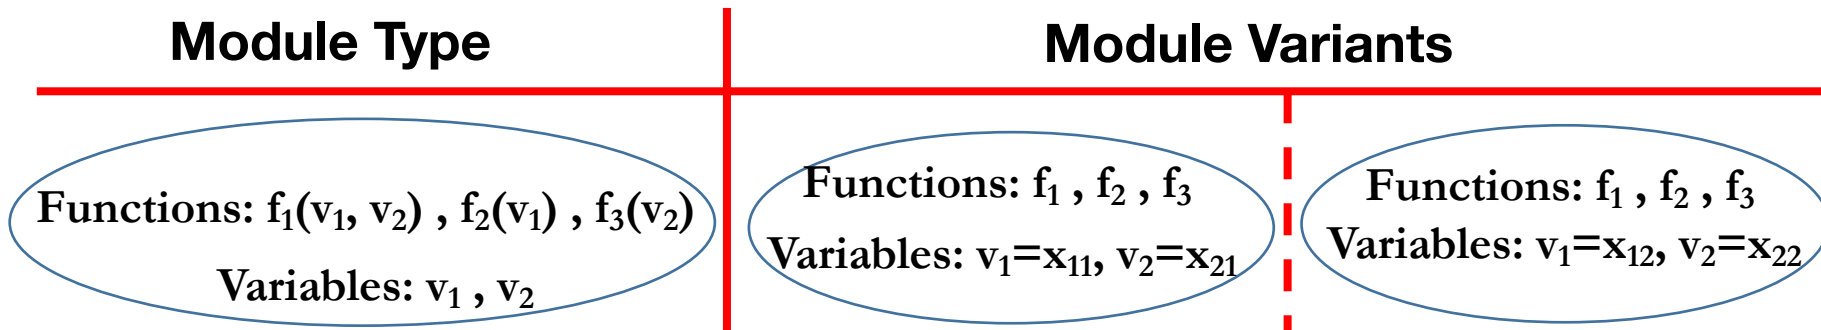 Module Type
Module Variants
Functions: f₁(v₁, v₂) , f₂(v₁) , f₃(v₂)
Variables: v₁ , v₂
Functions: f₁ , f₂ , f₃
Variables: v₁=x₁₁, v₂=x₂₁
Functions: f₁ , f₂ , f₃
Variables: v₁=x₁₂, v₂=x₂₂